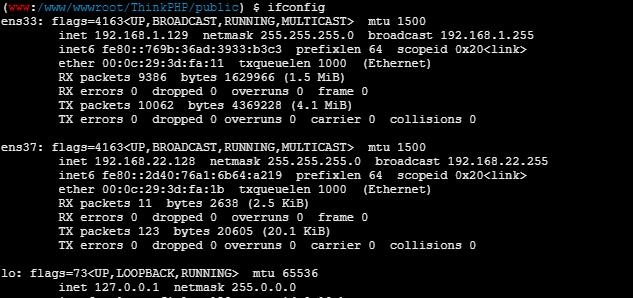 (www:/www/wwwroot/ThinkPHP/public) $ ifconfig
ens33: flags=4163<UP,BROADCAST,RUNNING,MULTICAST>  mtu 1500
        inet 192.168.1.129  netmask 255.255.255.0  broadcast 192.168.1.255
        inet6 fe80::769b:36ad:3933:b3c3  prefixlen 64  scopeid 0x20<link>
        ether 00:0c:29:3d:fa:11  txqueuelen 1000  (Ethernet)
        RX packets 9386  bytes 1629966 (1.5 MiB)
        RX errors 0  dropped 0  overruns 0  frame 0
        TX packets 10062  bytes 4369228 (4.1 MiB)
        TX errors 0  dropped 0 overruns 0  carrier 0  collisions 0

ens37: flags=4163<UP,BROADCAST,RUNNING,MULTICAST>  mtu 1500
        inet 192.168.22.128  netmask 255.255.255.0  broadcast 192.168.22.255
        inet6 fe80::2d40:76a1:6b64:a219  prefixlen 64  scopeid 0x20<link>
        ether 00:0c:29:3d:fa:1b  txqueuelen 1000  (Ethernet)
        RX packets 11  bytes 2638 (2.5 KiB)
        RX errors 0  dropped 0  overruns 0  frame 0
        TX packets 123  bytes 20605 (20.1 KiB)
        TX errors 0  dropped 0 overruns 0  carrier 0  collisions 0

lo: flags=73<UP,LOOPBACK,RUNNING>  mtu 65536
        inet 127.0.0.1  netmask 255.0.0.0